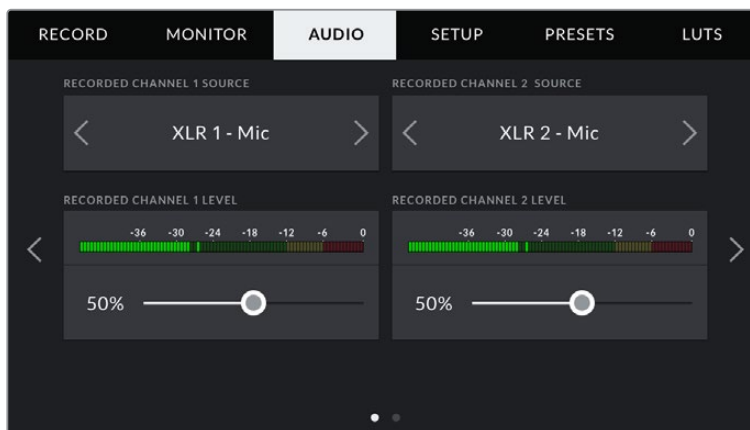 RECORD MONITOR AUDIO SETUP PRESETS LUTS
RECORDED CHANNEL 1 SOURCE RECORDED CHANNEL 2 SOURCE
XLR 1 - Mic XLR 2 - Mic
RECORDED CHANNEL 1 LEVEL RECORDED CHANNEL 2 LEVEL
-36 -30 -24 -18 -12 -6 0 -36 -30 -24 -18 -12 -6 0
50% 50%